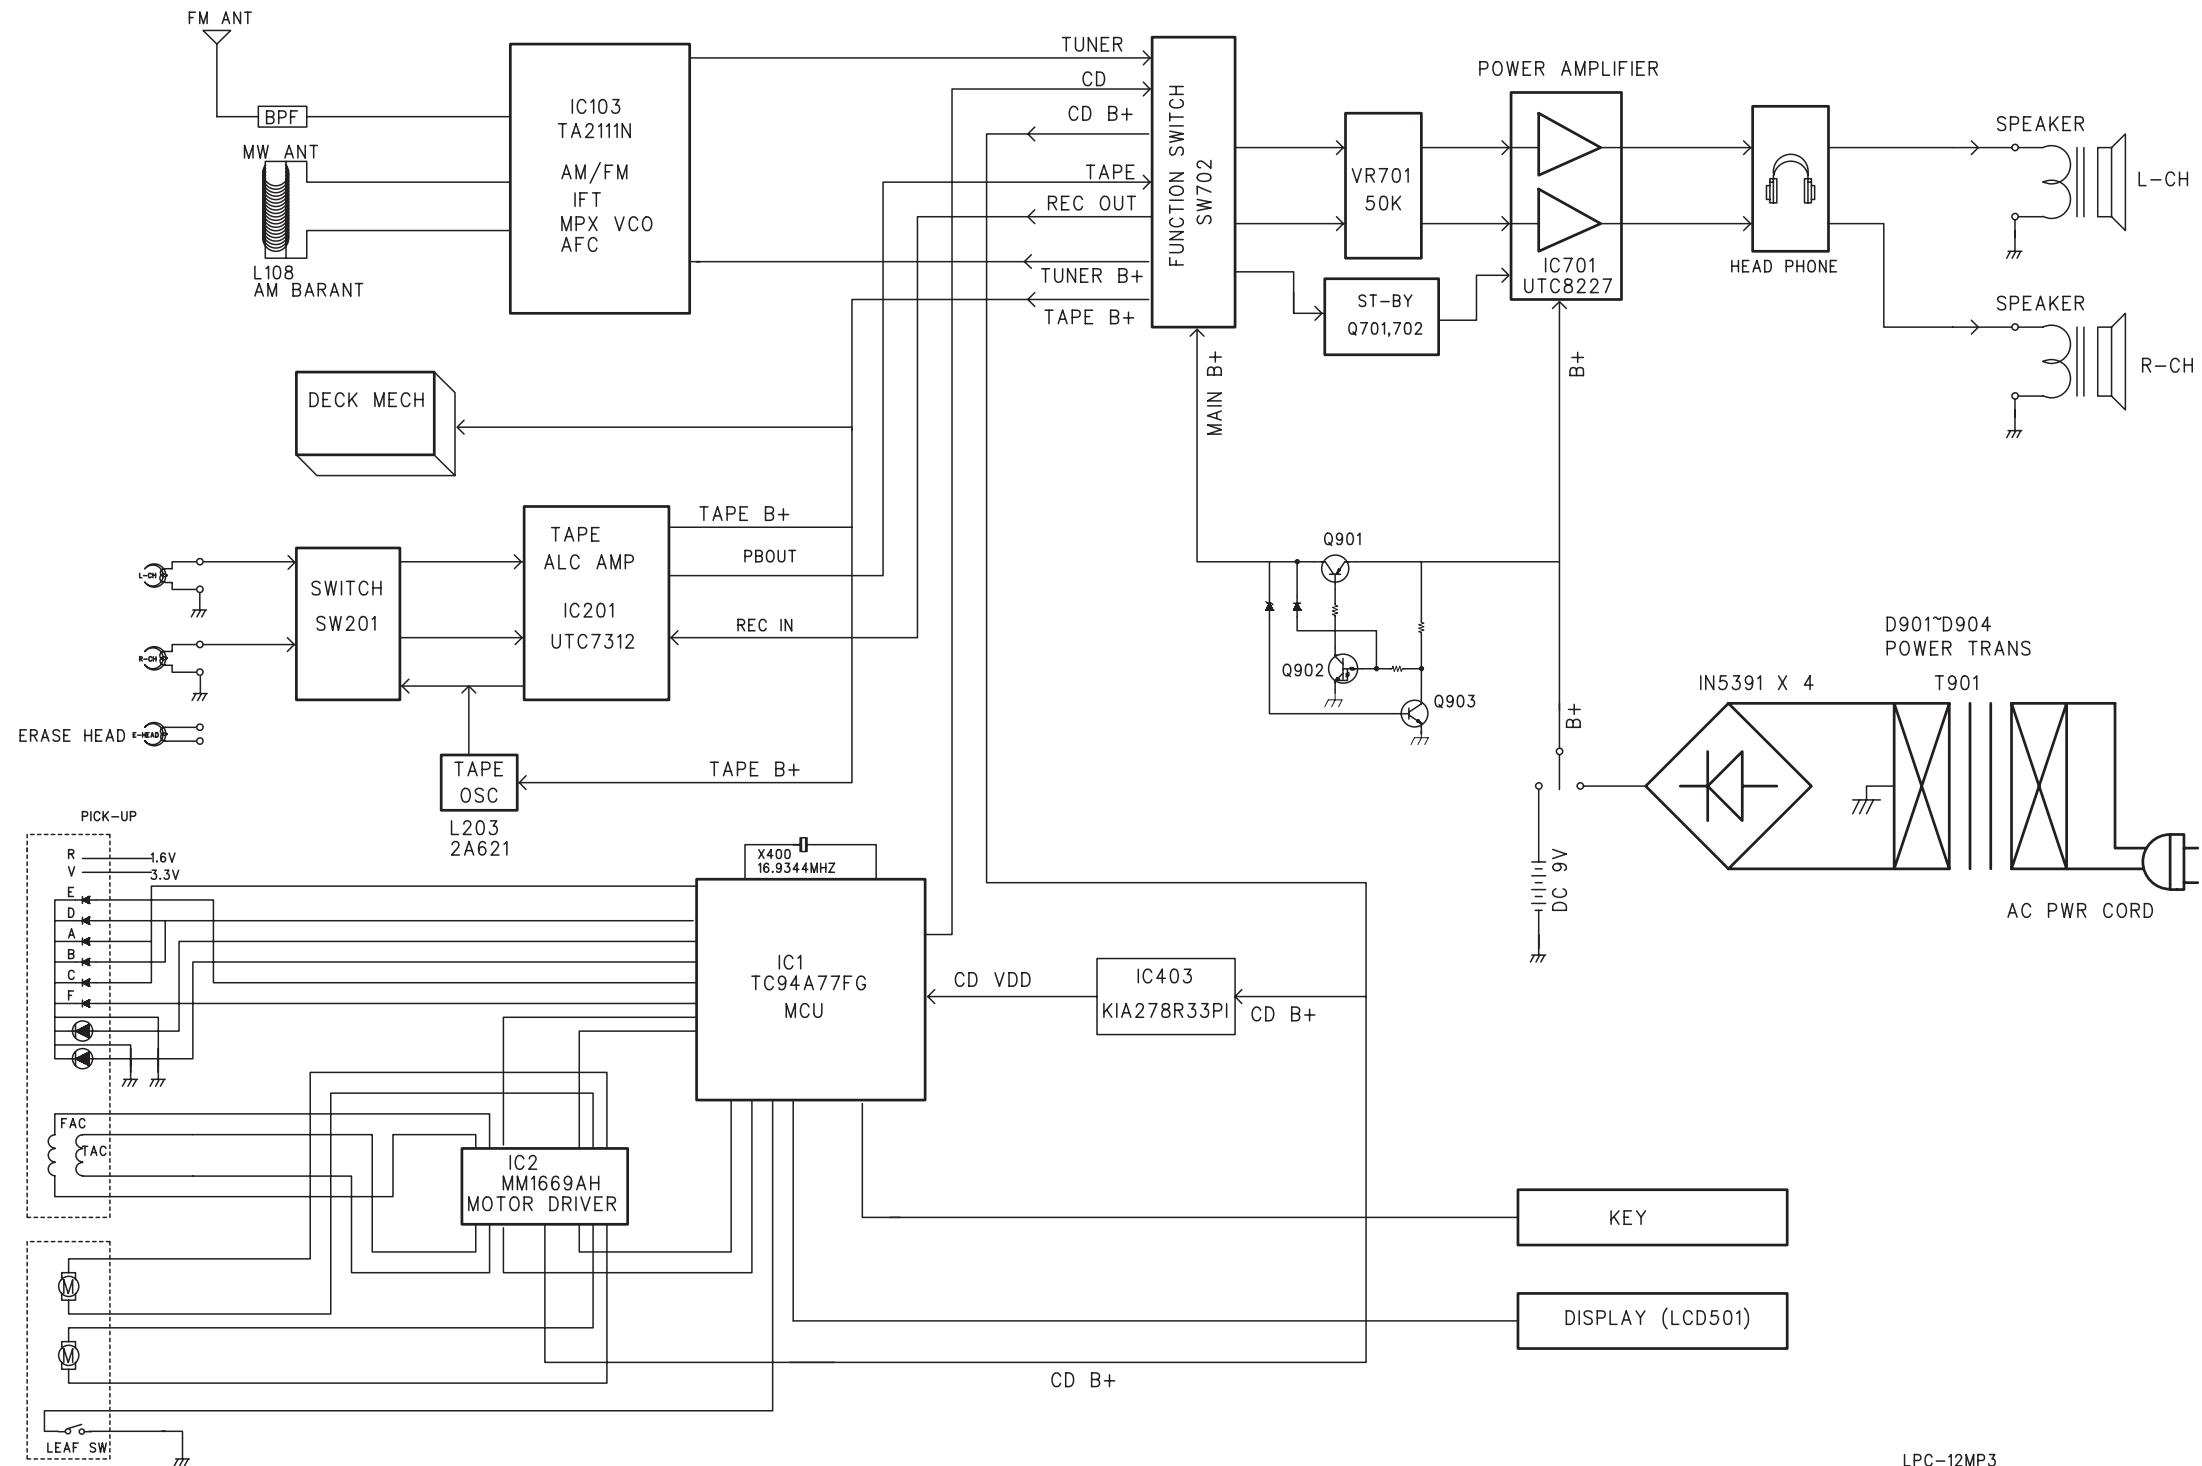 FM ANT
BPF
MW ANT
L108
AM BARANT
IC103
TA2111N
AM/FM
IFT
MPX VCO
AFC
TUNER
CD
CD B+
TAPE
REC OUT
TUNER B+
TAPE B+
FUNCTION SWITCH
SW702
VR701
50K
ST-BY
Q701,702
POWER AMPLIFIER
IC701
UTC8227
HEAD PHONE
SPEAKER
L-CH
SPEAKER
R-CH
MAIN B+
B+
DECK MECH
TAPE B+
PBOUT
REC IN
TAPE
ALC AMP
IC201
UTC7312
SWITCH
SW201
L-CH
R-CH
ERASE HEAD
E-HEAD
TAPE
OSC
L203
2A621
TAPE B+
Q901
Q902
Q903
B+
DC 9V
D901~D904
POWER TRANS
IN5391 X 4
T901
AC PWR CORD
PICK-UP
R
1.6V
V
3.3V
E
D
A
B
C
F
FAC
TAC
X400
16.9344MHZ
IC1
TC94A77FG
MCU
CD VDD
IC403
KIA278R33PI
CD B+
IC2
MM1669AH
MOTOR DRIVER
M
M
LEAF SW
KEY
DISPLAY (LCD501)
CD B+
LPC-12MP3